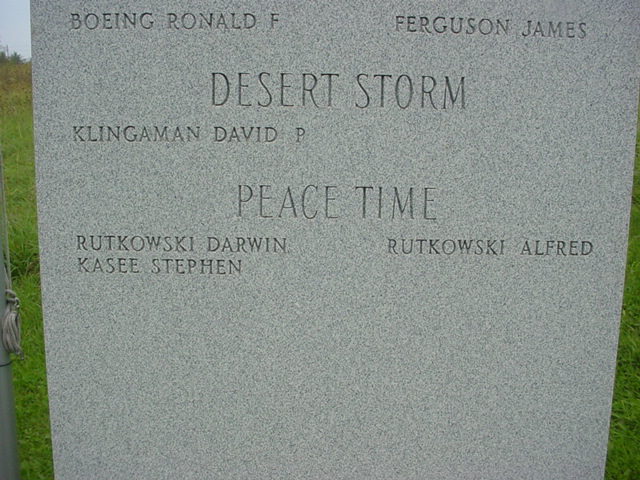 BOEING RONALD F FERGUSON JAMES
DESERT STORM
KLINGAMAN DAVID P
PEACE TIME
RUTKOWSKI DARWIN RUTKOWSKI ALFRED
KASEE STEPHEN